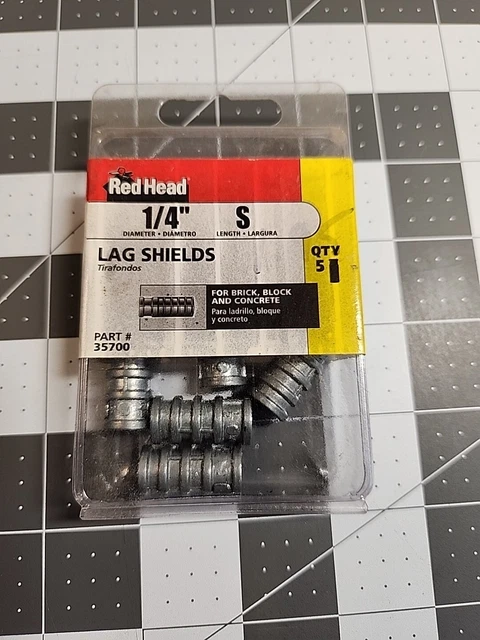 Red Head
1/4" S
DIAMETER • DIÁMETRO LENGTH • LARGURA
LAG SHIELDS
Tirafondos
QTY
5
FOR BRICK, BLOCK
AND CONCRETE
Para ladrillo, bloque
y concreto
PART #
35700